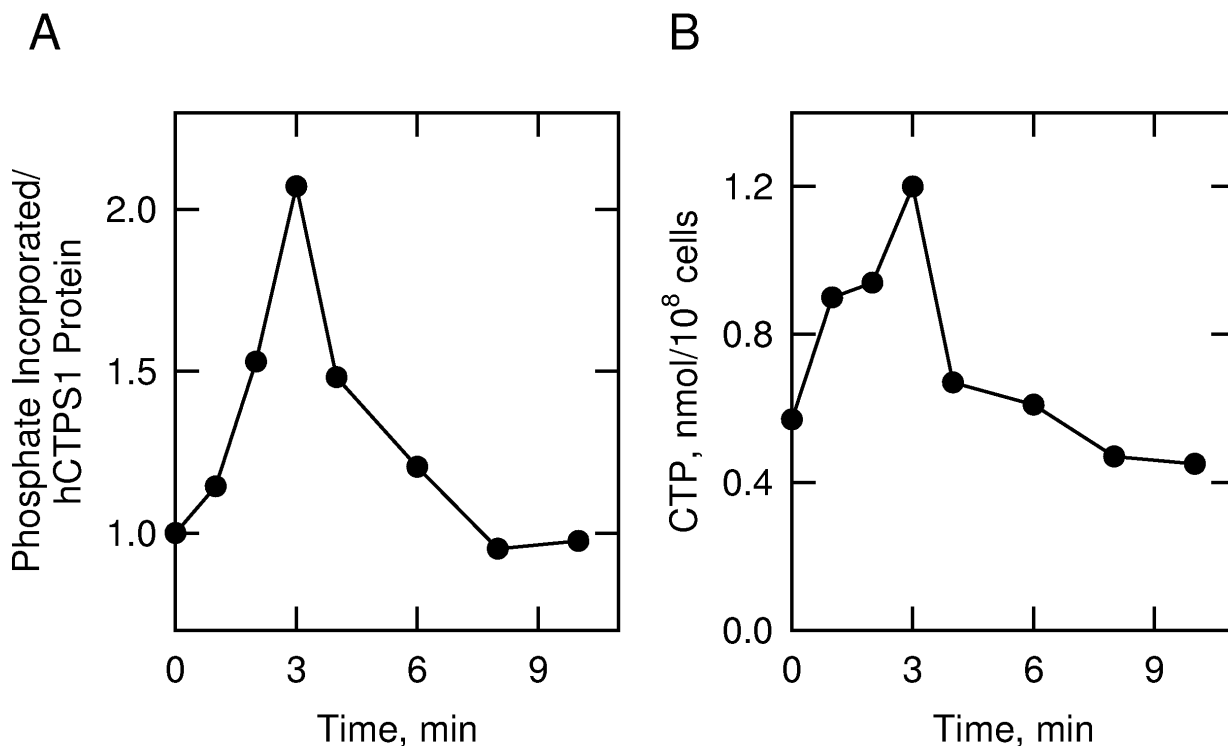 A
Phosphate Incorporated/
hCTPS1 Protein
2.0
1.5
1.0
0 3 6 9
Time, min
B
CTP, nmol/10⁸ cells
1.2
0.8
0.4
0.0
0 3 6 9
Time, min